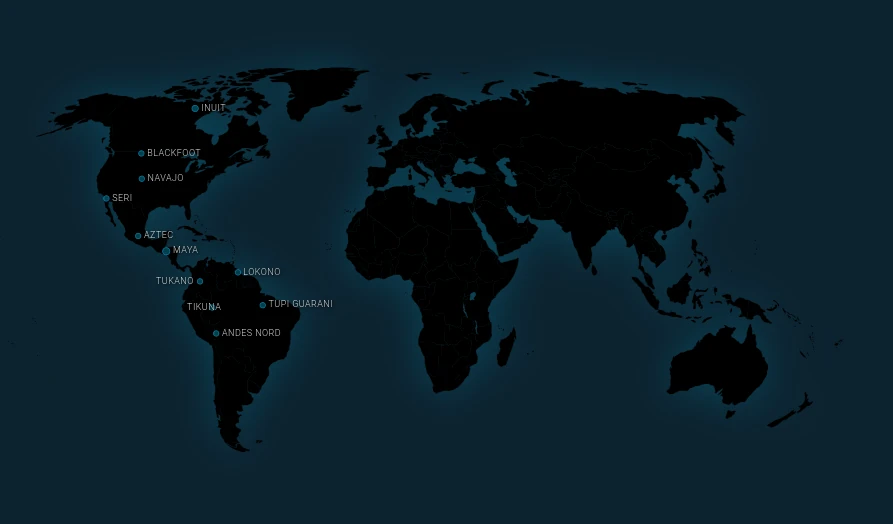 INUIT
BLACKFOOT
NAVAJO
SERI
AZTEC
MAYA
LOKONO
TUKANO
TIKUNA
TUPI GUARANI
ANDES NORD